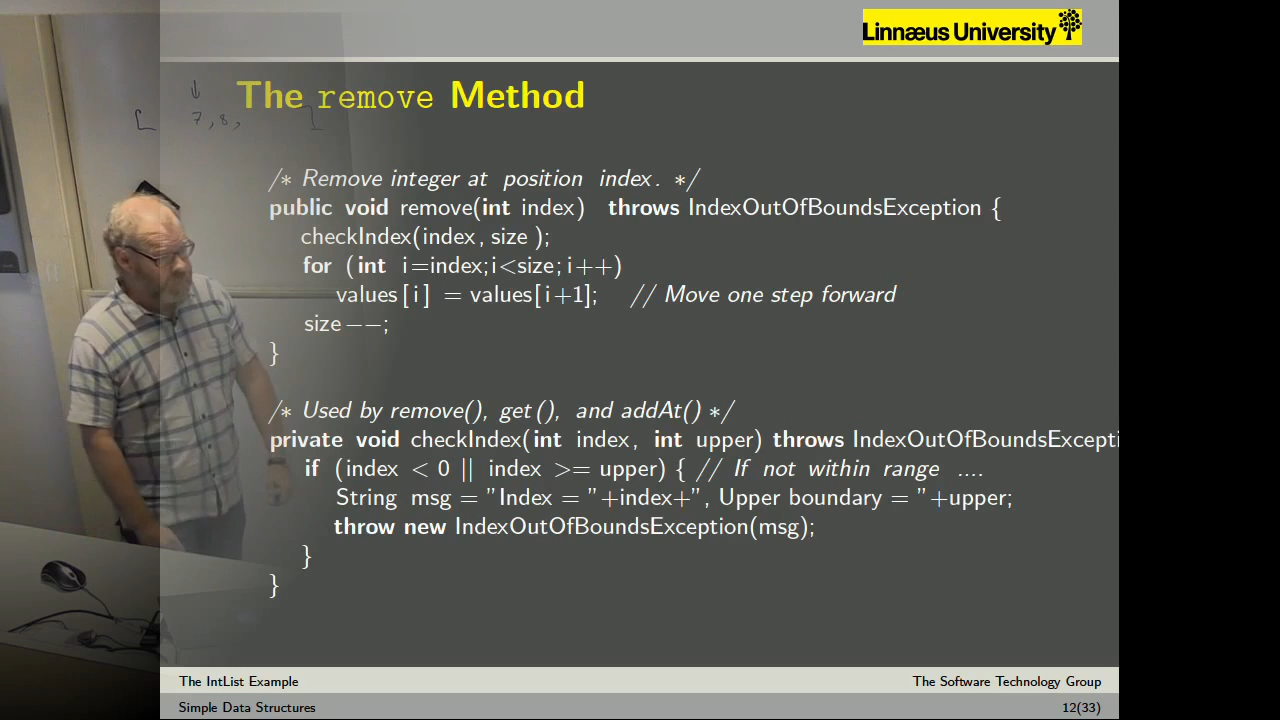 Linnæus University
The remove Method
7, 8,
/* Remove integer at position index. */
public void remove(int index) throws IndexOutOfBoundsException {
checkIndex(index, size );
for (int i=index;i<size;i++)
values[i] = values[i+1]; // Move one step forward
size--;
}
/* Used by remove(), get(), and addAt() */
private void checkIndex(int index, int upper) throws IndexOutOfBoundsExcepti
if (index < 0 || index >= upper) { // If not within range ....
String msg = "Index = "+index+", Upper boundary = "+upper;
throw new IndexOutOfBoundsException(msg);
}
}
The IntList Example
The Software Technology Group
Simple Data Structures
12(33)